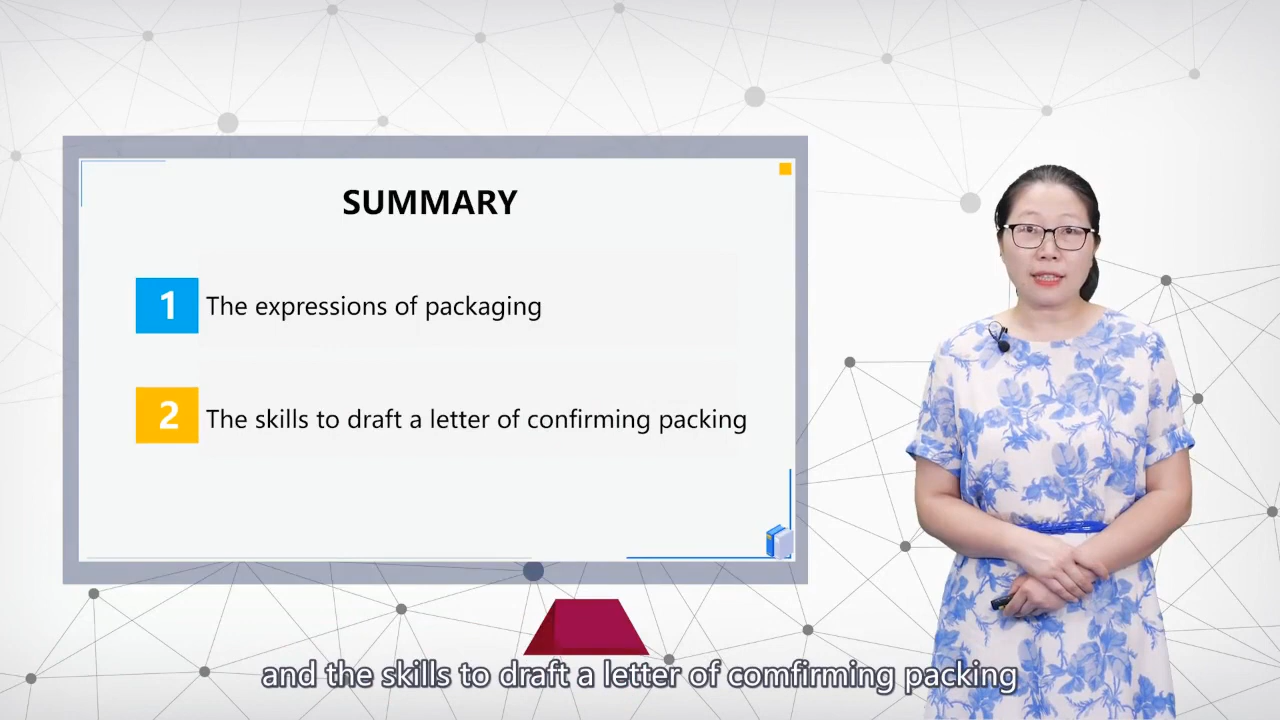 SUMMARY
1 The expressions of packaging
2 The skills to draft a letter of confirming packing
and the skills to draft a letter of comfirming packing